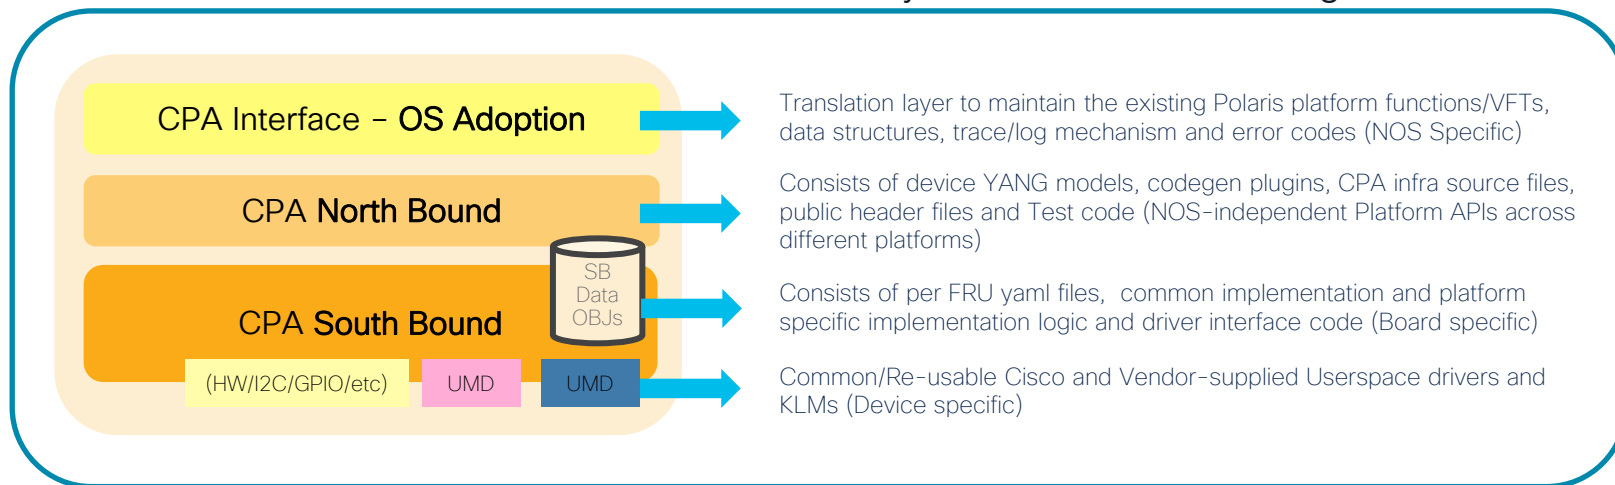 CPA Interface – OS Adoption
Translation layer to maintain the existing Polaris platform functions/VFTs,
data structures, trace/log mechanism and error codes (NOS Specific)
CPA North Bound
Consists of device YANG models, codegen plugins, CPA infra source files,
public header files and Test code (NOS-independent Platform APIs across
different platforms)
CPA South Bound
SB
Data
OBJs
Consists of per FRU yaml files, common implementation and platform
specific implementation logic and driver interface code (Board specific)
(HW/I2C/GPIO/etc)
UMD
UMD
Common/Re-usable Cisco and Vendor-supplied Userspace drivers and
KLMs (Device specific)